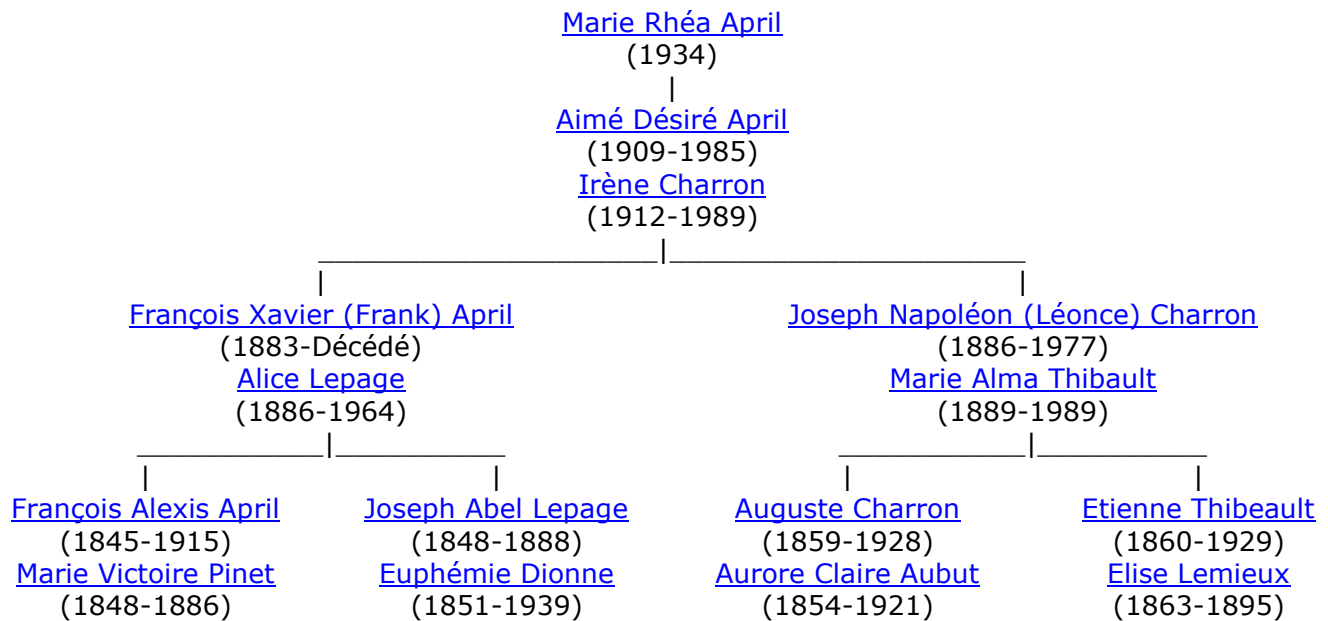 Marie Rhéa April
(1934)
Aimé Désiré April
(1909-1985)
Irène Charron
(1912-1989)
François Xavier (Frank) April Joseph Napoléon (Léonce) Charron
(1883-Décédé) (1886-1977)
Alice Lepage Marie Alma Thibault
(1886-1964) (1889-1989)
François Alexis April Joseph Abel Lepage Auguste Charron Etienne Thibeault
(1845-1915) (1848-1888) (1859-1928) (1860-1929)
Marie Victoire Pinet Euphémie Dionne Aurore Claire Aubut Elise Lemieux
(1848-1886) (1851-1939) (1854-1921) (1863-1895)